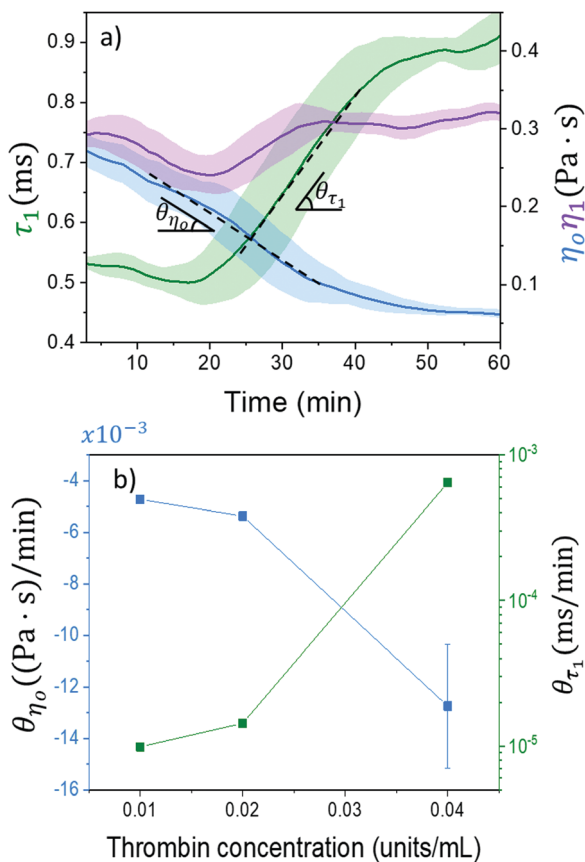 a)
0.9
0.8
0.7
0.6
0.5
0.4
τ₁(ms)
0.4
0.3
0.2
0.1
ηₒη₁(Pa · s)
θηₒ
θτ₁
10 20 30 40 50 60
Time (min)
x10⁻³
b)
-4
-6
-8
-10
-12
-14
-16
θηₒ((Pa · s)/min)
10⁻³
10⁻⁴
10⁻⁵
θτ₁(ms/min)
0.01 0.02 0.03 0.04
Thrombin concentration (units/mL)